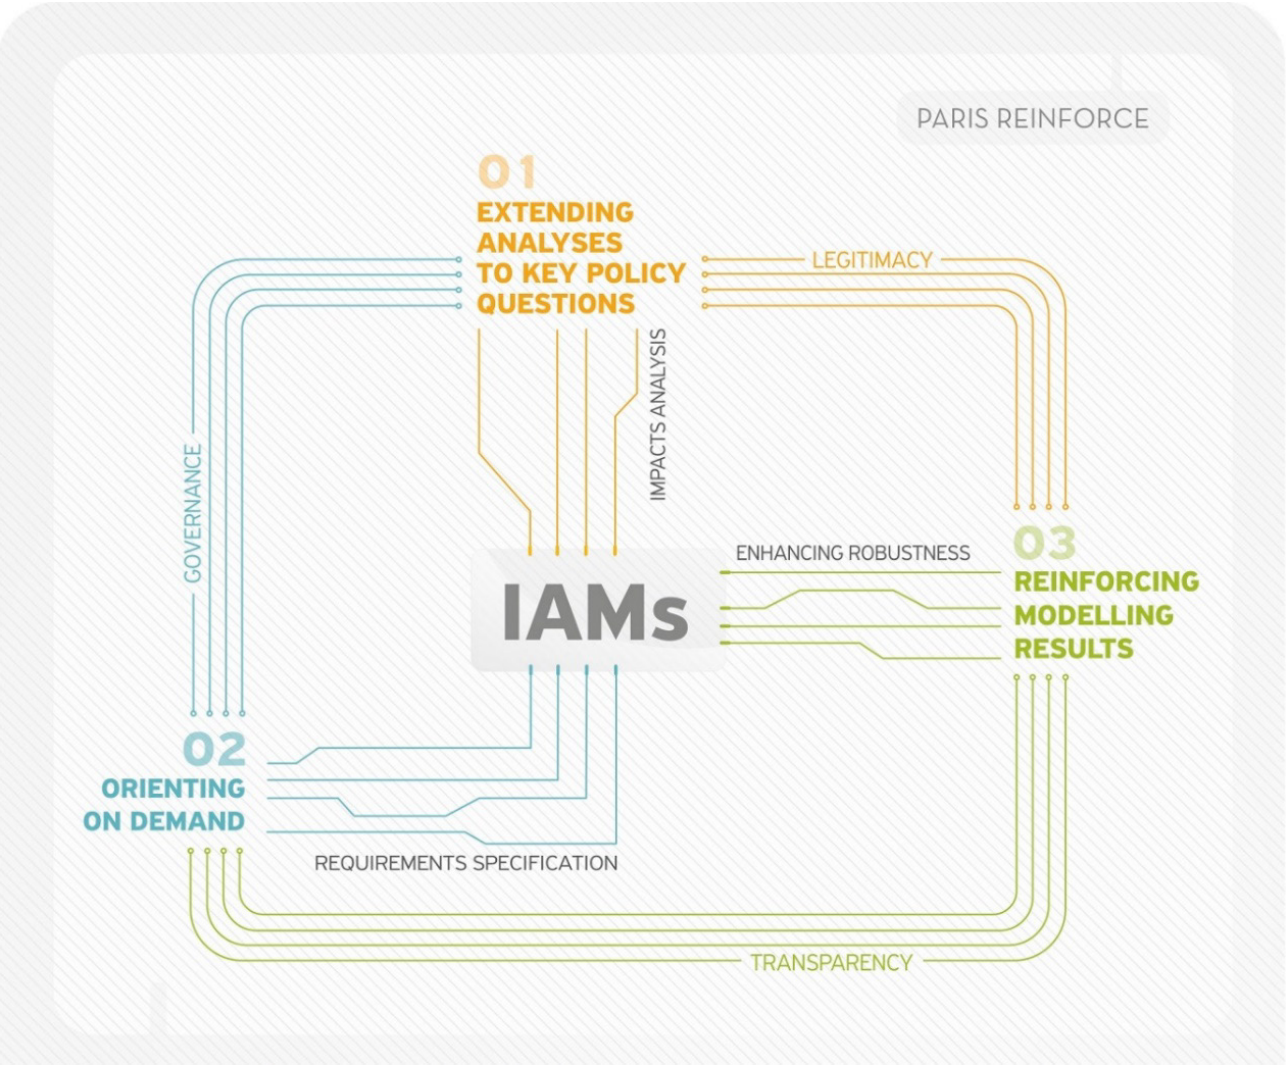 PARIS REINFORCE
01
EXTENDING
ANALYSES
TO KEY POLICY
QUESTIONS
LEGITIMACY
IMPACTS ANALYSIS
GOVERNANCE
ENHANCING ROBUSTNESS
03
REINFORCING
MODELLING
RESULTS
IAMs
02
ORIENTING
ON DEMAND
REQUIREMENTS SPECIFICATION
TRANSPARENCY